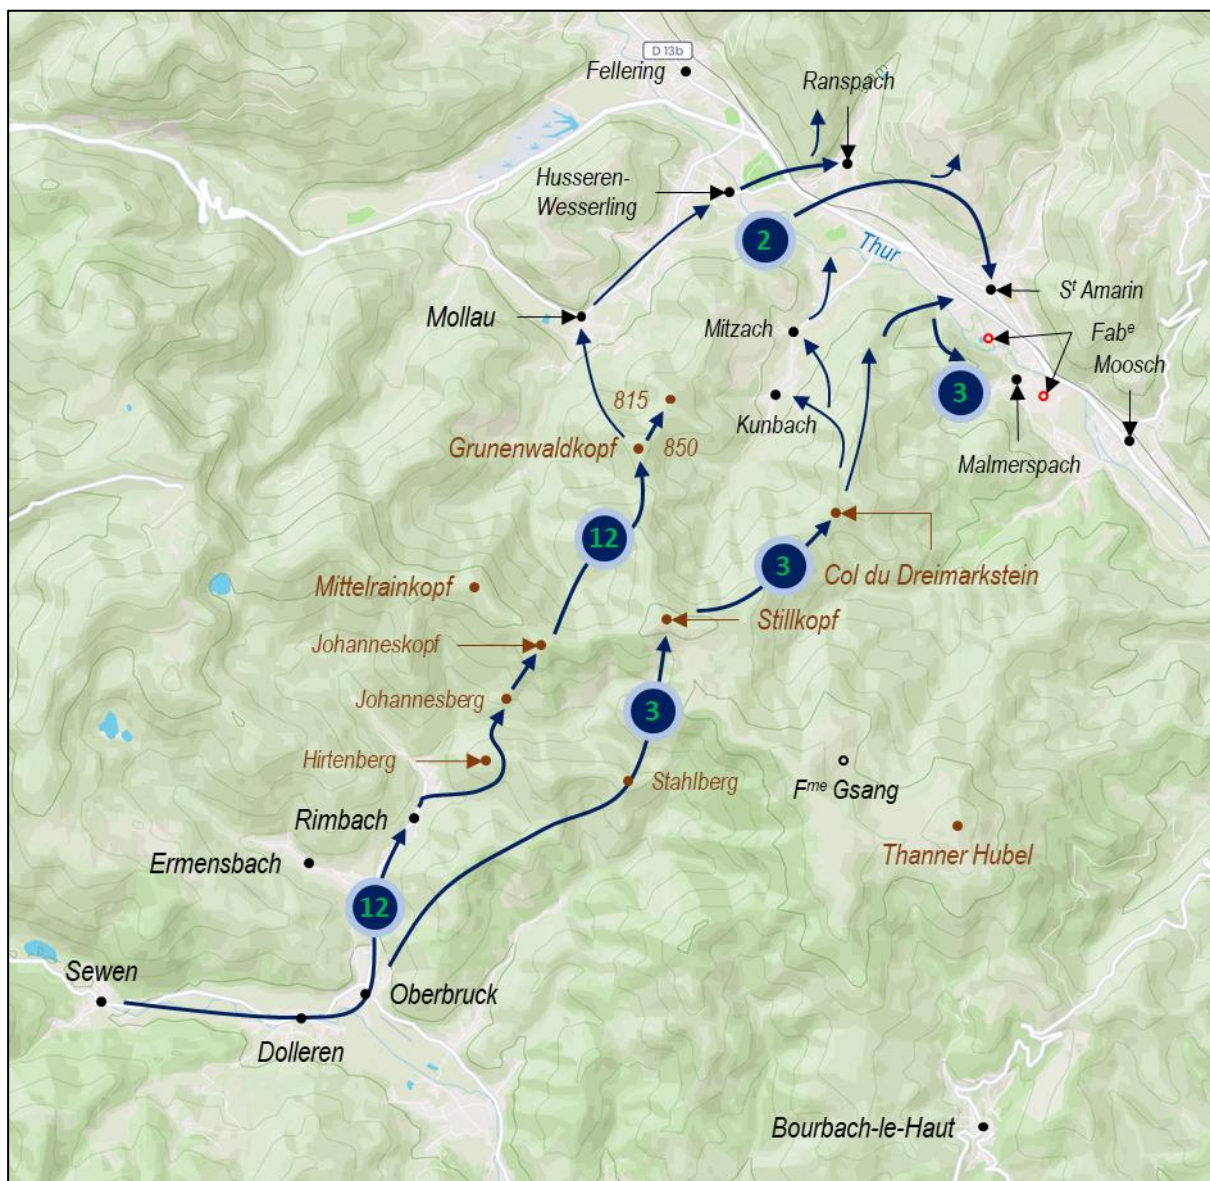 D 13b
Fellering
Ranspach
Husseren-
Wesserling
2
Thur
Sᵗ Amarin
Mollau
Mitzach
Fabᵉ
Moosch
3
815
Kunbach
Grunenwaldkopf
850
Malmerspach
12
3
Col du Dreimarkstein
Mittelrainkopf
Stillkopf
Johanneskopf
Johannesberg
3
Hirtenberg
Stahlberg
Fᵐᵉ Gsang
Rimbach
Thanner Hubel
Ermensbach
12
Sewen
Oberbruck
Dolleren
Bourbach-le-Haut